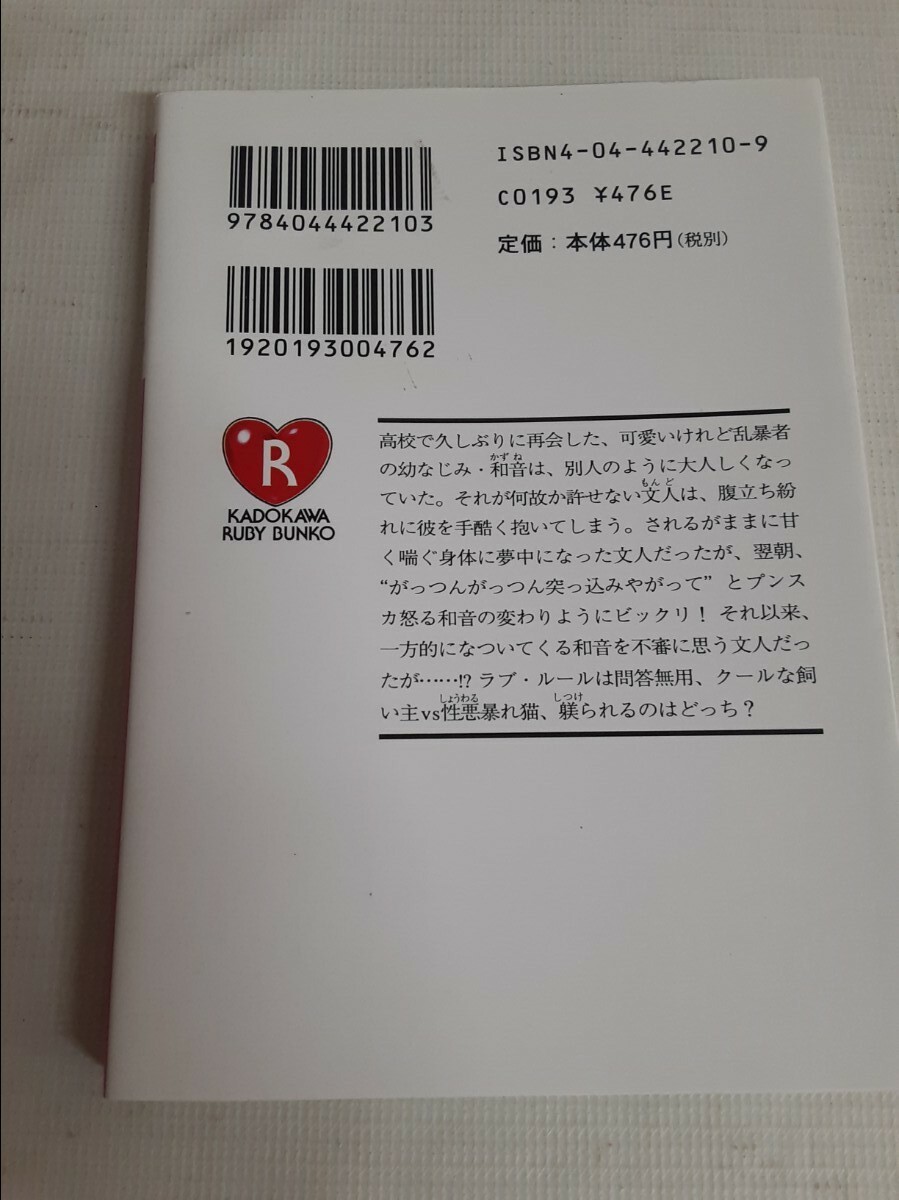 9784044422103
1920193004762
ISBN4-04-442210-9
C0193 ¥476E
定価：本体476円（税別）
R
KADOKAWA
RUBY BUNKO
高校で久しぶりに再会した、可愛いけれど乱暴者
かずね
の幼なじみ・和音は、別人のように大人しくなっ
もんど
ていた。それが何故か許せない文人は、腹立ち紛
れに彼を手酷く抱いてしまう。されるがままに甘
く喘ぐ身体に夢中になった文人だったが、翌朝、
“がっつんがっつん突っ込みやがって” とプンス
カ怒る和音の変わりようにビックリ！ それ以来、
一方的になついてくる和音を不審に思う文人だっ
たが……!? ラブ・ルールは問答無用、クールな飼
しょうわる しつけ
い主vs性悪暴れ猫、躾られるのはどっち？